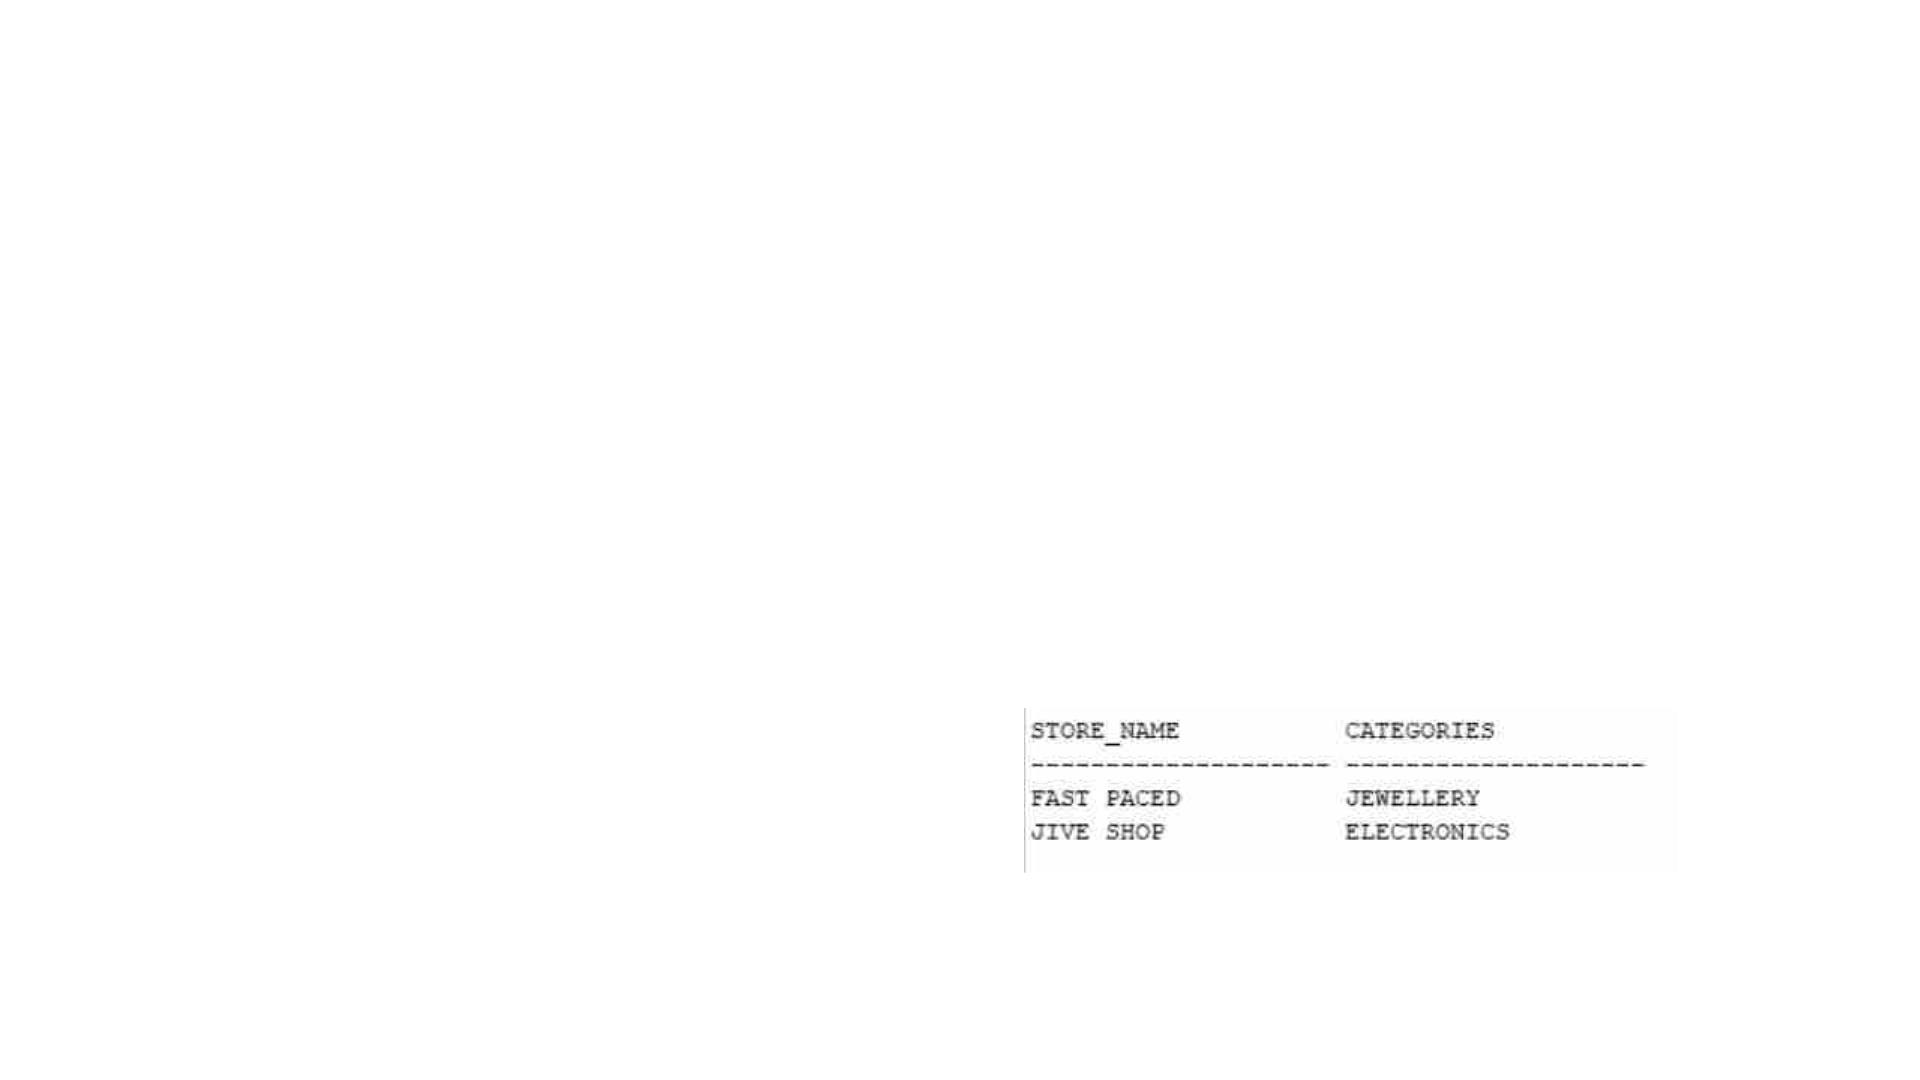 STORE_NAME CATEGORIES
-------------------- --------------------
FAST PACED JEWELLERY
JIVE SHOP ELECTRONICS